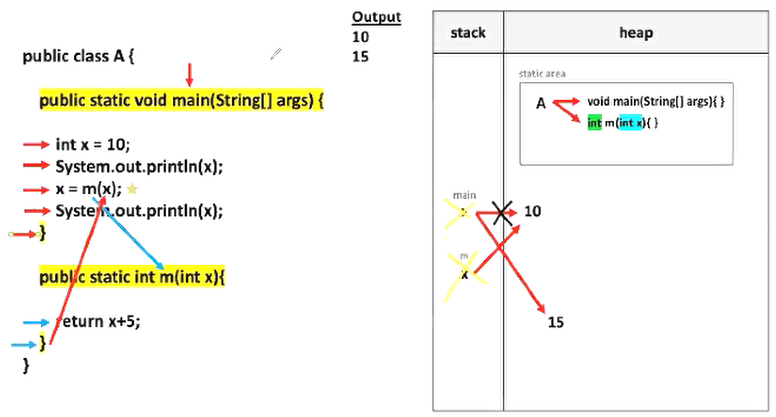 public class A {
public static void main(String[] args) {
int x = 10;
System.out.println(x);
x = m(x);
System.out.println(x);
}
public static int m(int x){
return x+5;
}
}
Output
10
15
stack
heap
static area
A
void main(String[] args){ }
int m(int x){ }
main
10
m
x
15